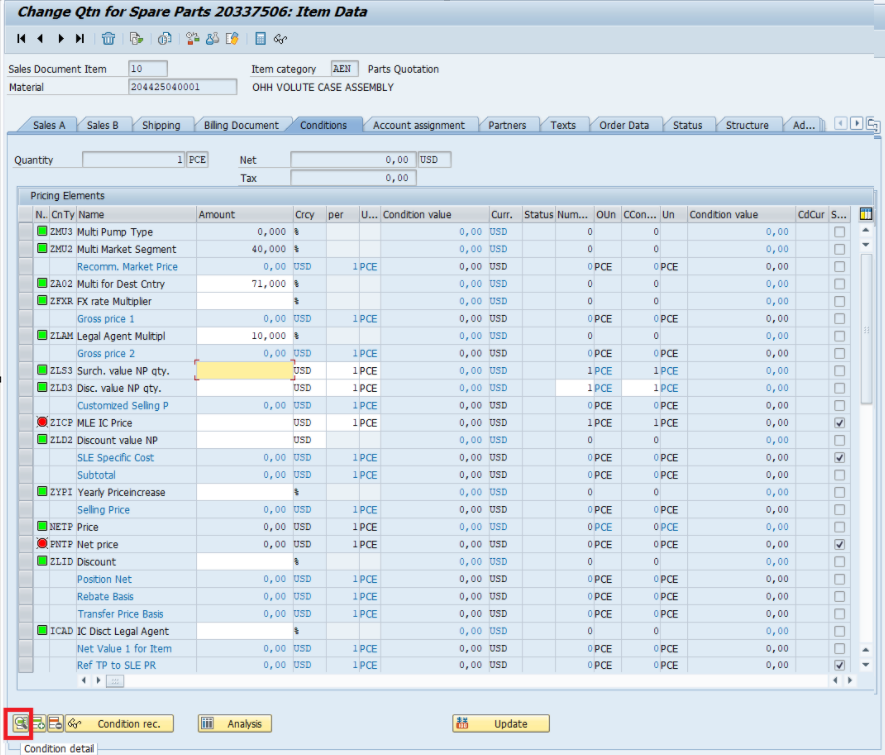 Change Qtn for Spare Parts 20337506: Item Data
Sales Document Item 10 Item category AEN Parts Quotation
Material 204425040001 OHH VOLUTE CASE ASSEMBLY
Sales A Sales B Shipping Billing Document Conditions Account assignment Partners Texts Order Data Status Structure Ad...
Quantity 1 PCE Net 0,00 USD
Tax 0,00
Pricing Elements
N.. CnTy Name Amount Crcy per U... Condition value Curr. Status Num... OUn CCon... Un Condition value CdCur S...
ZMU3 Multi Pump Type 0,000 % 0,00 USD 0 0 0,00
ZMU2 Multi Market Segment 40,000 % 0,00 USD 0 0 0,00
Recomm. Market Price 0,00 USD 1 PCE 0,00 USD 0 PCE 0 PCE 0,00
ZA02 Multi for Dest Cntry 71,000 % 0,00 USD 0 0 0,00
ZFXR FX rate Multiplier % 0,00 USD 0 0 0,00
Gross price 1 0,00 USD 1 PCE 0,00 USD 0 PCE 0 PCE 0,00
ZLAM Legal Agent Mulitpl 10,000 % 0,00 USD 0 0 0,00
Gross price 2 0,00 USD 1 PCE 0,00 USD 0 PCE 0 PCE 0,00
ZLS3 Surch. value NP qty. USD 1 PCE 0,00 USD 1 PCE 1 PCE 0,00
ZLD3 Disc. value NP qty. USD 1 PCE 0,00 USD 1 PCE 1 PCE 0,00
Customized Selling P 0,00 USD 1 PCE 0,00 USD 0 PCE 0 PCE 0,00
ZICP MLE IC Price USD 1 PCE 0,00 USD 1 PCE 1 PCE 0,00
ZLD2 Discount value NP USD 0,00 USD 0 0 0,00
SLE Specific Cost 0,00 USD 1 PCE 0,00 USD 0 PCE 0 PCE 0,00
Subtotal 0,00 USD 1 PCE 0,00 USD 0 PCE 0 PCE 0,00
ZYPI Yearly Priceincrease % 0,00 USD 0 0 0,00
Selling Price 0,00 USD 1 PCE 0,00 USD 0 PCE 0 PCE 0,00
NETP Price 0,00 USD 1 PCE 0,00 USD 0 PCE 0 PCE 0,00
PNTP Net price 0,00 USD 1 PCE 0,00 USD 0 PCE 0 PCE 0,00
ZLID Discount % 0,00 USD 0 0 0,00
Position Net 0,00 USD 1 PCE 0,00 USD 0 PCE 0 PCE 0,00
Rebate Basis 0,00 USD 1 PCE 0,00 USD 0 PCE 0 PCE 0,00
Transfer Price Basis 0,00 USD 1 PCE 0,00 USD 0 PCE 0 PCE 0,00
ICAD IC Disct Legal Agent % 0,00 USD 0 0 0,00
Net Value 1 for Item 0,00 USD 1 PCE 0,00 USD 0 PCE 0 PCE 0,00
Ref TP to SLE PR 0,00 USD 1 PCE 0,00 USD 0 PCE 0 PCE 0,00
Condition rec. Analysis Update
Condition detail